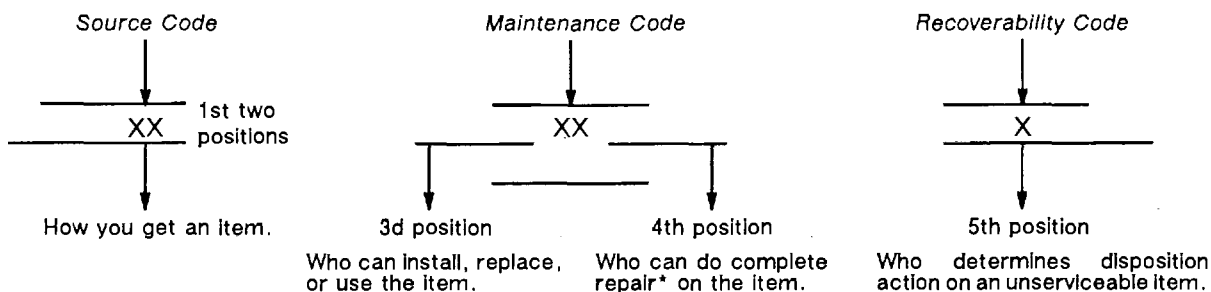 Source Code
Maintenance Code
Recoverability Code
XX
1st two
positions
XX
X
How you get an item.
3d position
4th position
5th position
Who can install, replace,
or use the item.
Who can do complete
repair* on the item.
Who determines disposition
action on an unserviceable item.